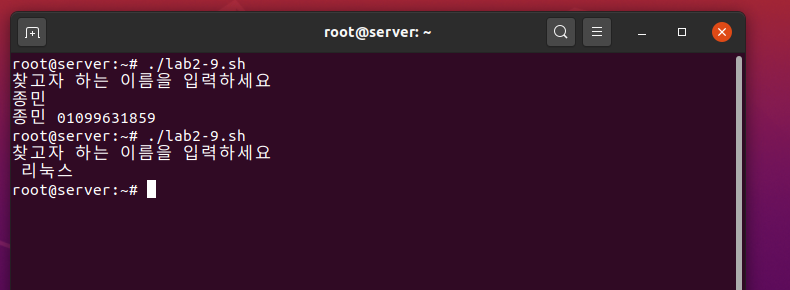 root@server: ~
root@server:~# ./lab2-9.sh
찾고자 하는 이름을 입력하세요
종민
종민 01099631859
root@server:~# ./lab2-9.sh
찾고자 하는 이름을 입력하세요
 리눅스
root@server:~#